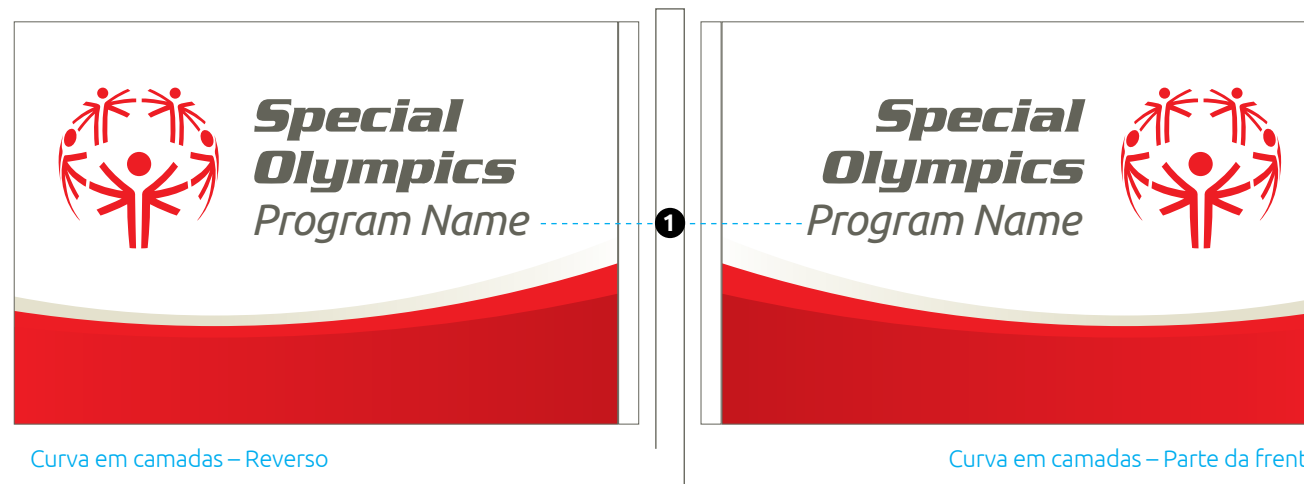 Special
Olympics
Program Name
1
Special
Olympics
Program Name
Curva em camadas – Reverso
Curva em camadas – Parte da frent